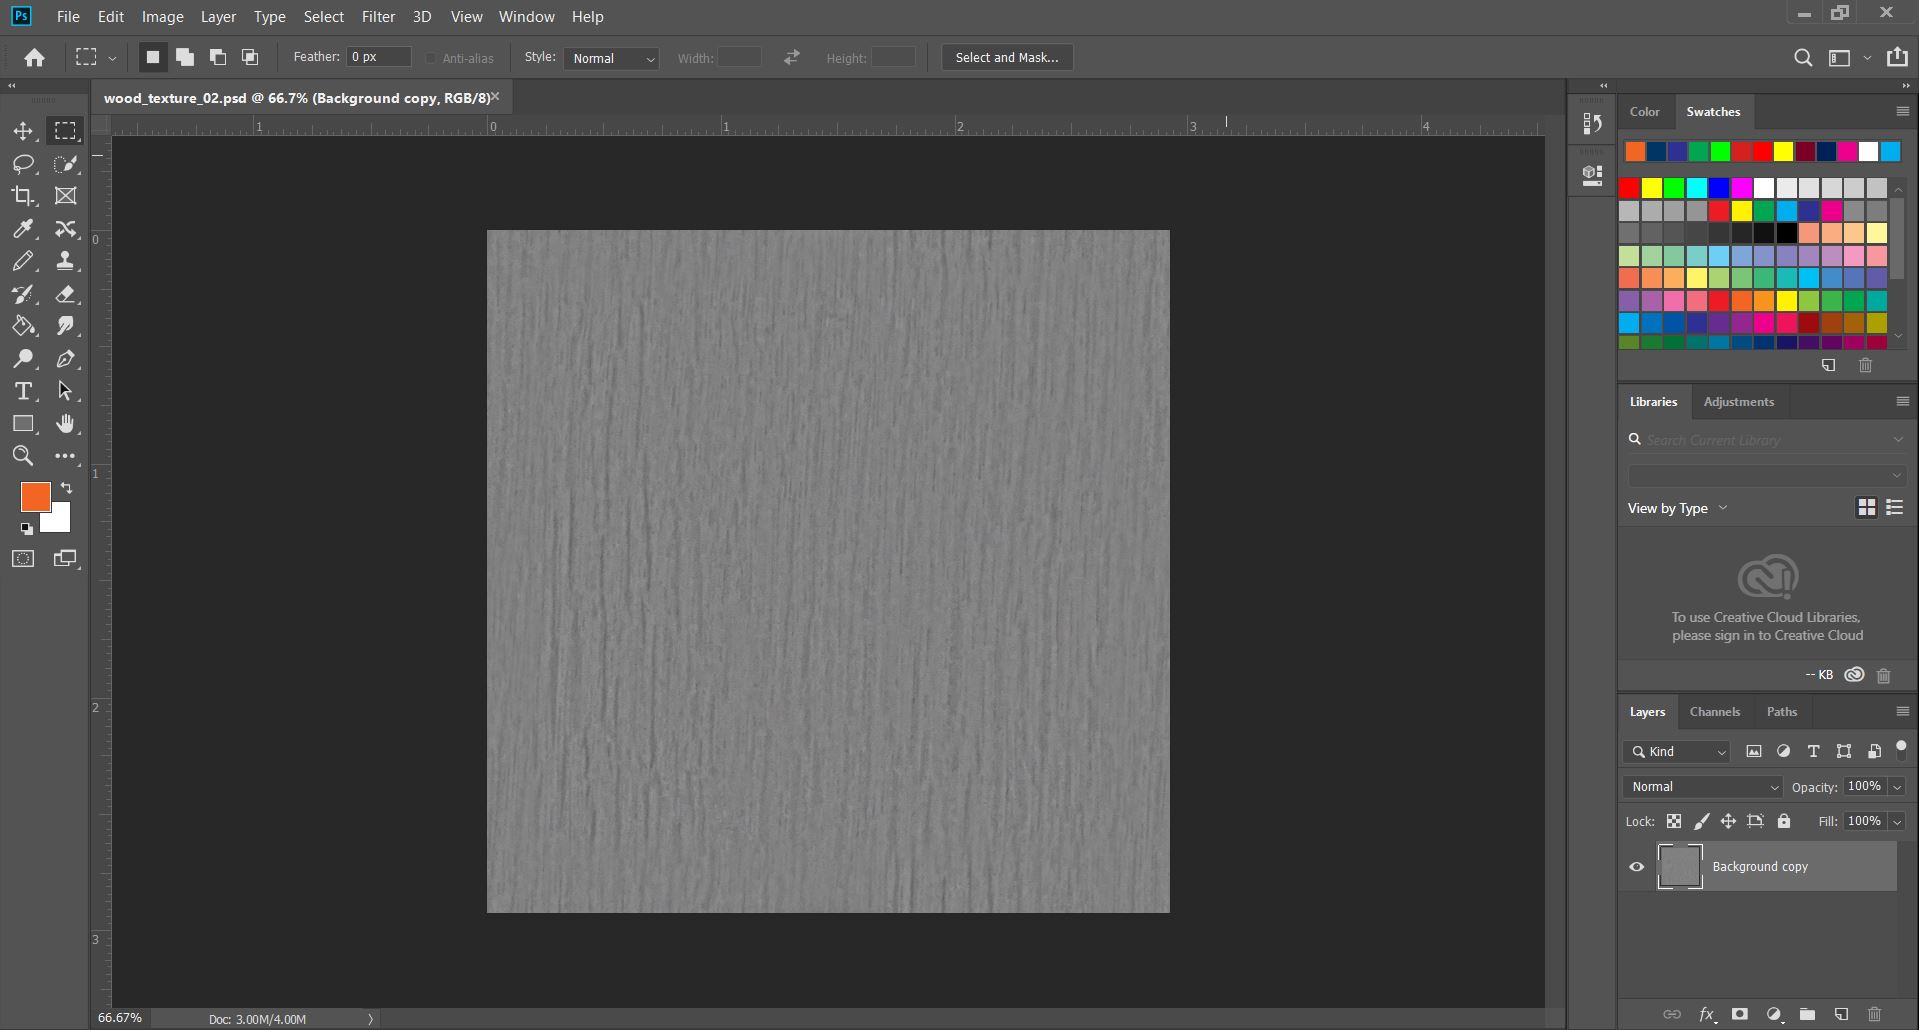 Ps File Edit Image Layer Type Select Filter 3D View Window Help
Feather: 0 px Anti-alias Style: Normal Width: Height: Select and Mask...
wood_texture_02.psd @ 66.7% (Background copy, RGB/8)
1 0 1 2 3 4
0
1
2
3
T
Color Swatches
Libraries Adjustments
Search Current Library
View by Type
To use Creative Cloud Libraries,
please sign in to Creative Cloud
-- KB
Layers Channels Paths
Kind T
Normal Opacity: 100%
Lock: Fill: 100%
Background copy
fx
66.67% Doc: 3.00M/4.00M